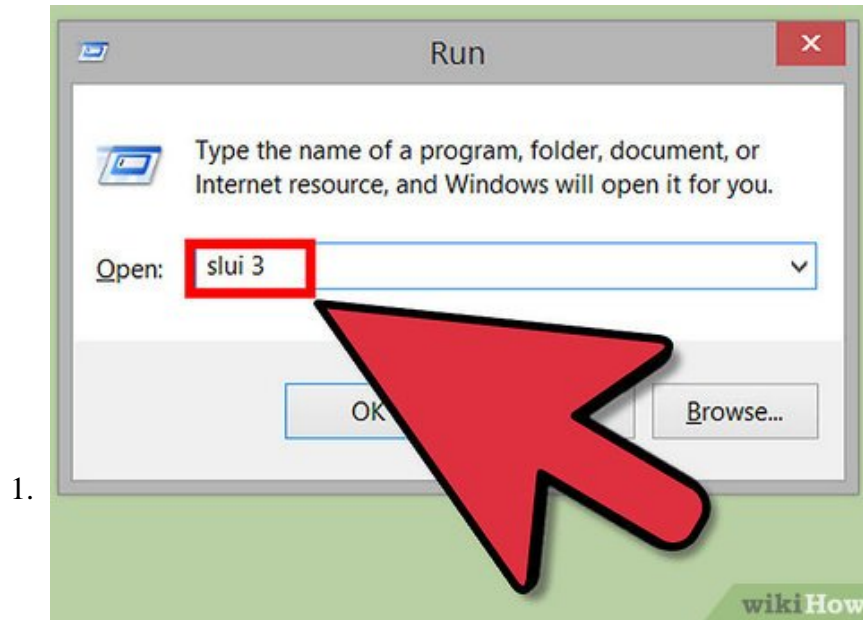 Run
Type the name of a program, folder, document, or
Internet resource, and Windows will open it for you.
Open: slui 3
OK
Browse...
1.
wikiHow